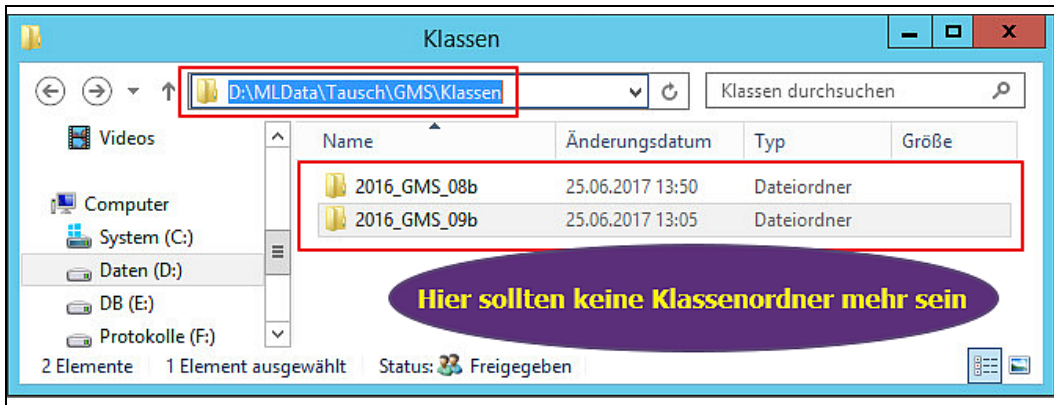 Klassen
D:\MLData\Tausch\GMS\Klassen
Klassen durchsuchen
Videos
Computer
System (C:)
Daten (D:)
DB (E:)
Protokolle (F:)
Name Änderungsdatum Typ Größe
2016_GMS_08b 25.06.2017 13:50 Dateiordner
2016_GMS_09b 25.06.2017 13:05 Dateiordner
Hier sollten keine Klassenordner mehr sein
2 Elemente 1 Element ausgewählt Status: Freigegeben